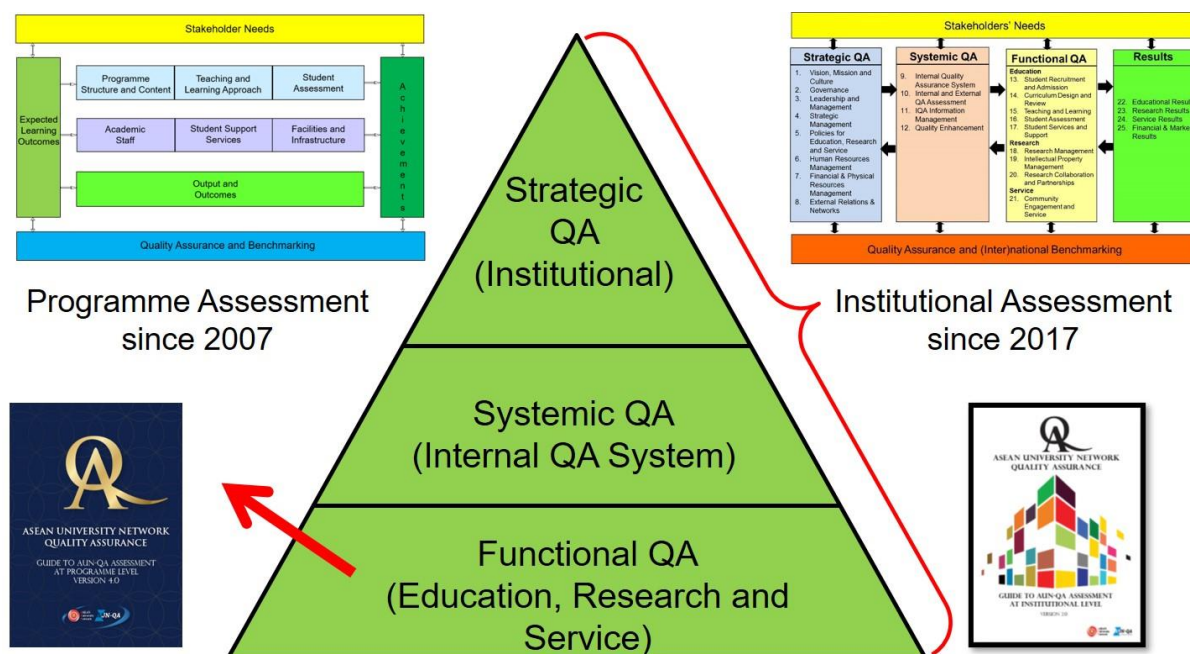 Stakeholder Needs
Expected
Learning
Outcomes
Programme
Structure and Content
Teaching and
Learning Approach
Student
Assessment
Academic
Staff
Student Support
Services
Facilities and
Infrastructure
Output and
Outcomes
Achievements
Quality Assurance and Benchmarking
Programme Assessment
since 2007
Stakeholders' Needs
Strategic QA
1. Vision, Mission and
Culture
2. Governance
3. Leadership and
Management
4. Strategic
Management
5. Policies for
Education, Research
and Service
6. Human Resources
Management
7. Financial & Physical
Resources
Management
8. External Relations &
Networks
Systemic QA
9. Internal Quality
Assurance System
10. Internal and External
QA Assessment
11. IQA Information
Management
12. Quality Enhancement
Functional QA
Education
13. Student Recruitment
and Admission
14. Curriculum Design and
Review
15. Teaching and Learning
16. Student Assessment
17. Student Services and
Support
Research
18. Research Management
19. Intellectual Property
Management
20. Research Collaboration
and Partnerships
Service
21. Community
Engagement and
Service
Results
22. Educational Resul
23. Research Results
24. Service Results
25. Financial & Marke
Results
Quality Assurance and (Inter)national Benchmarking
Institutional Assessment
since 2017
Strategic
QA
(Institutional)
Systemic QA
(Internal QA System)
Functional QA
(Education, Research and
Service)
QA
ASEAN UNIVERSITY NETWORK
QUALITY ASSURANCE
GUIDE TO AUN-QA ASSESSMENT
AT PROGRAMME LEVEL
VERSION 4.0
QA
ASEAN UNIVERSITY NETWORK
QUALITY ASSURANCE
GUIDE TO AUN-QA ASSESSMENT
AT INSTITUTIONAL LEVEL